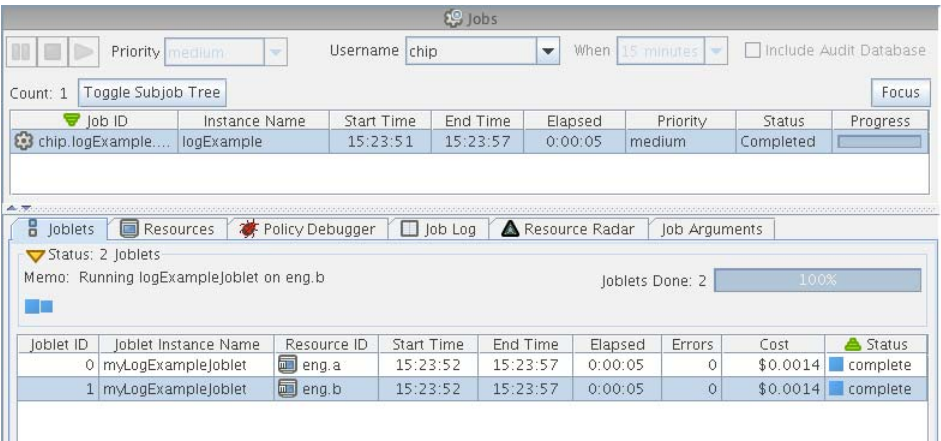 Jobs
Priority medium Username chip When 15 minutes Include Audit Database
Count: 1 Toggle Subjob Tree Focus
Job ID Instance Name Start Time End Time Elapsed Priority Status Progress
chip.logExample.... logExample 15:23:51 15:23:57 0:00:05 medium Completed
Joblets Resources Policy Debugger Job Log Resource Radar Job Arguments
Status: 2 Joblets
Memo: Running logExampleJoblet on eng.b Joblets Done: 2 100%
Joblet ID Joblet Instance Name Resource ID Start Time End Time Elapsed Errors Cost Status
0 myLogExampleJoblet eng.a 15:23:52 15:23:57 0:00:05 0 $0.0014 complete
1 myLogExampleJoblet eng.b 15:23:52 15:23:57 0:00:05 0 $0.0014 complete